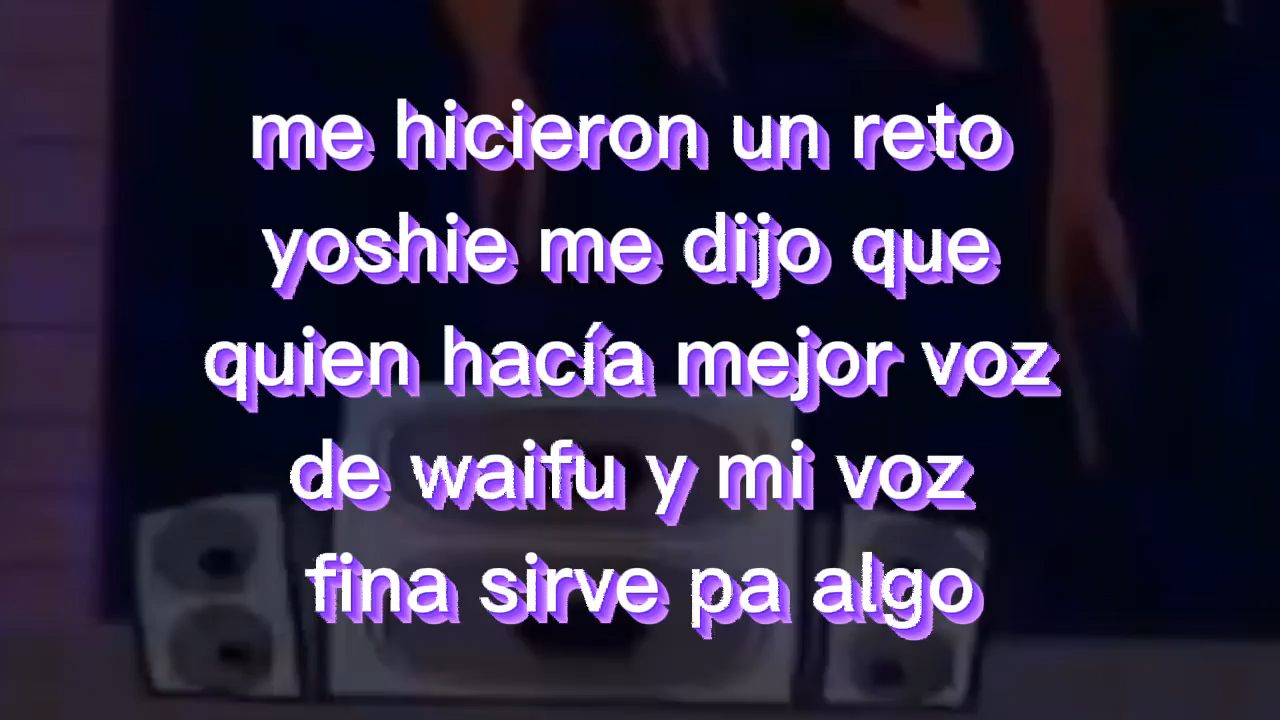 me hicieron un reto
yoshie me dijo que
quien hacía mejor voz
de waifu y mi voz
fina sirve pa algo